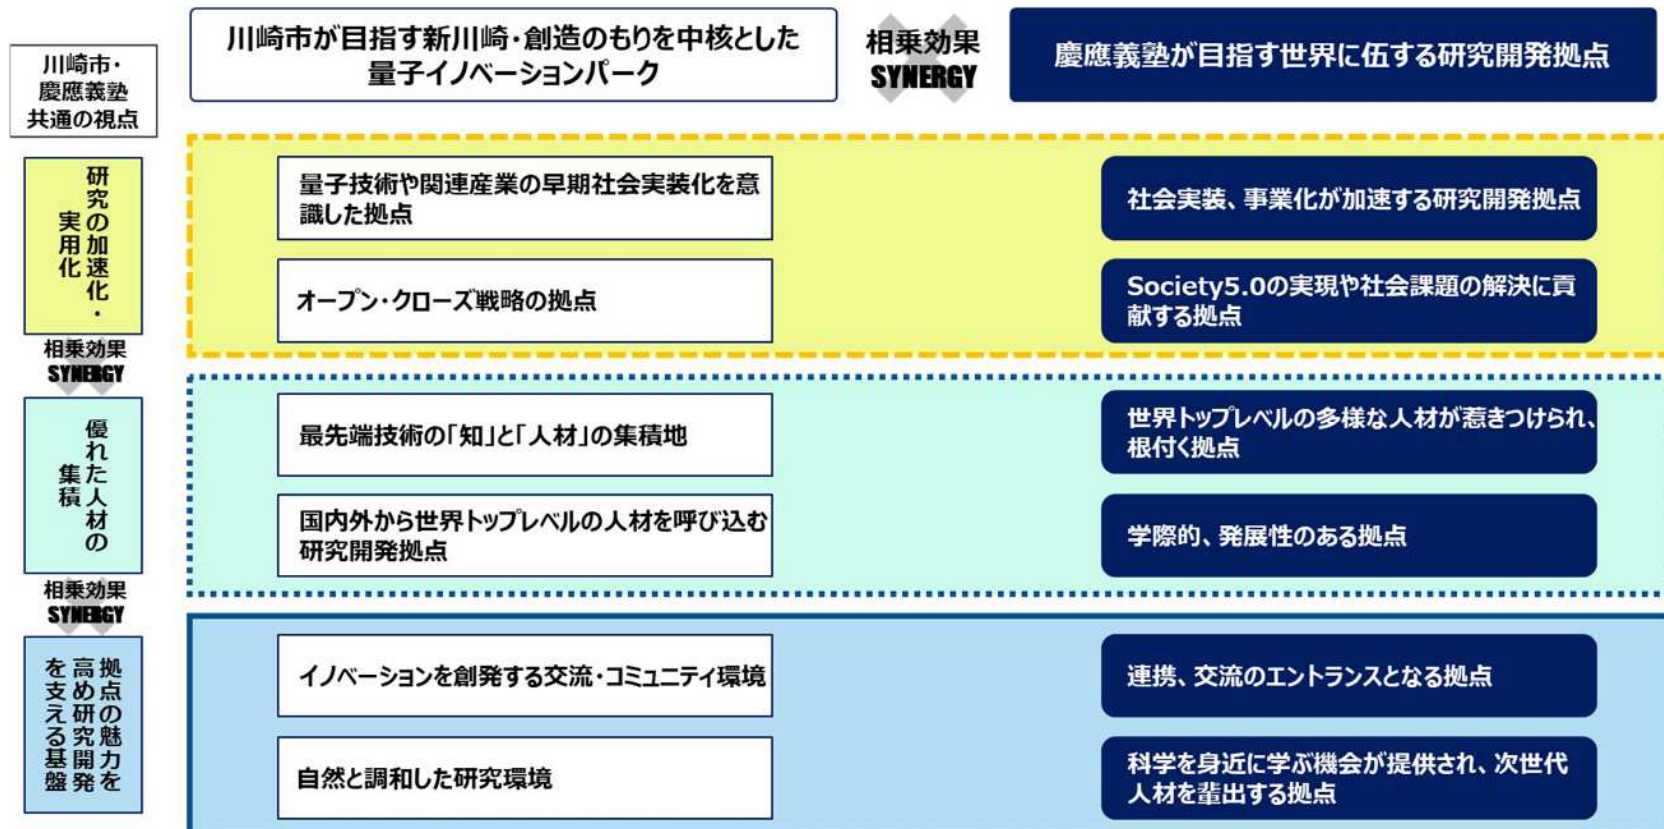 川崎市・
慶應義塾
共通の視点
川崎市が目指す新川崎・創造のもりを中核とした
量子イノベーションパーク
相乗効果
SYNERGY
慶應義塾が目指す世界に伍する研究開発拠点
研究の加速化・
実用化
量子技術や関連産業の早期社会実装化を意
識した拠点
社会実装、事業化が加速する研究開発拠点
オープン・クローズ戦略の拠点
Society5.0の実現や社会課題の解決に貢
献する拠点
相乗効果
SYNERGY
優れた人材の
集積
最先端技術の「知」と「人材」の集積地
世界トップレベルの多様な人材が惹きつけられ、
根付く拠点
国内外から世界トップレベルの人材を呼び込む
研究開発拠点
学際的、発展性のある拠点
相乗効果
SYNERGY
拠点の魅力を
高め研究開発
を支える基盤
イノベーションを創発する交流・コミュニティ環境
連携、交流のエントランスとなる拠点
自然と調和した研究環境
科学を身近に学ぶ機会が提供され、次世代
人材を輩出する拠点